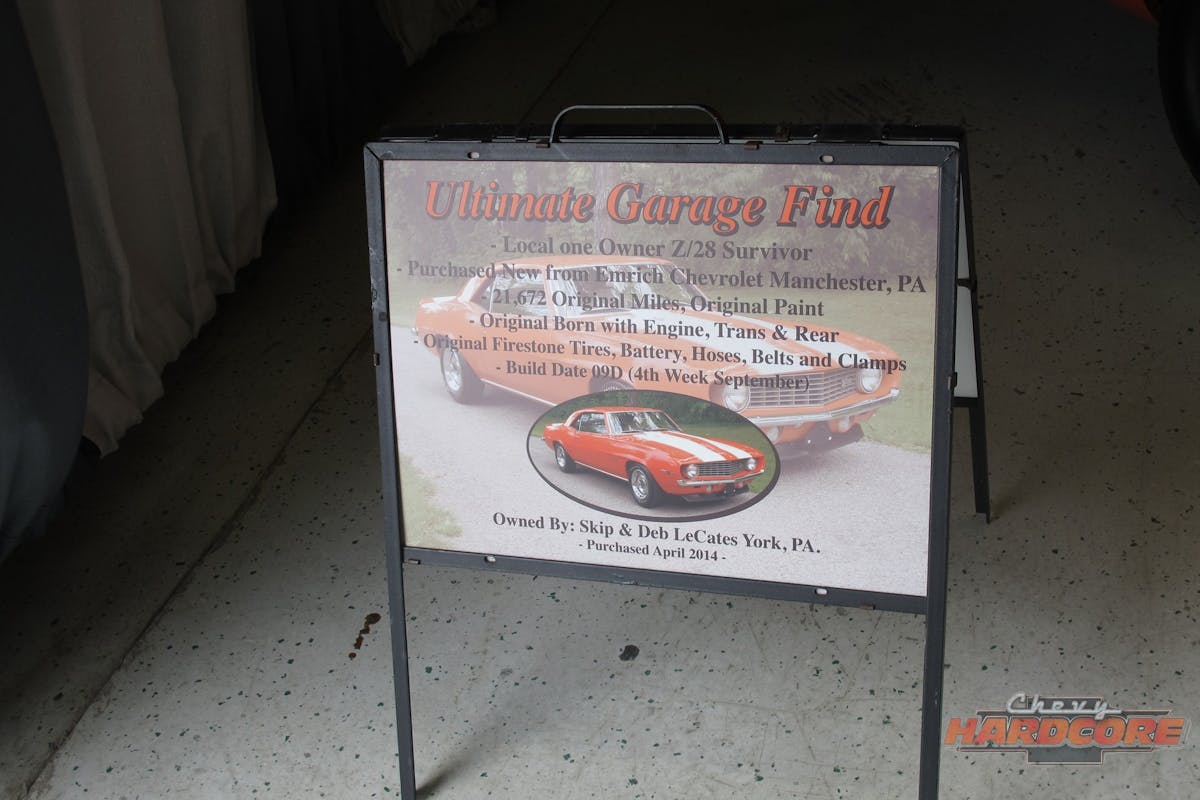 Ultimate Garage Find
- Local one Owner Z/28 Survivor
- Purchased New from Emrich Chevrolet Manchester, PA
- 21,672 Original Miles, Original Paint
- Original Born with Engine, Trans & Rear
- Original Firestone Tires, Battery, Hoses, Belts and Clamps
- Build Date 09D (4th Week September)
Owned By: Skip & Deb LeCates York, PA.
- Purchased April 2014 -
Chevy
HARDCORE